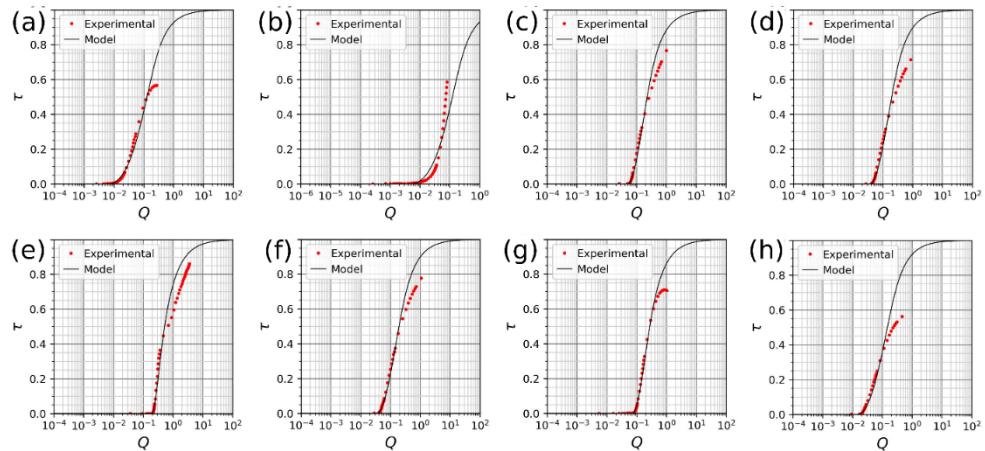 (a)
Experimental
Model
0.8
0.6
0.4
0.2
0.0
τ
10⁻⁴ 10⁻³ 10⁻² 10⁻¹ 10⁰ 10¹ 10²
Q
(b)
Experimental
Model
0.8
0.6
0.4
0.2
0.0
τ
10⁻⁶ 10⁻⁵ 10⁻⁴ 10⁻³ 10⁻² 10⁻¹ 10⁰
Q
(c)
Experimental
Model
0.8
0.6
0.4
0.2
0.0
τ
10⁻⁴ 10⁻³ 10⁻² 10⁻¹ 10⁰ 10¹ 10²
Q
(d)
Experimental
Model
0.8
0.6
0.4
0.2
0.0
τ
10⁻⁴ 10⁻³ 10⁻² 10⁻¹ 10⁰ 10¹ 10²
Q
(e)
Experimental
Model
0.8
0.6
0.4
0.2
0.0
τ
10⁻⁴ 10⁻³ 10⁻² 10⁻¹ 10⁰ 10¹ 10²
Q
(f)
Experimental
Model
0.8
0.6
0.4
0.2
0.0
τ
10⁻⁴ 10⁻³ 10⁻² 10⁻¹ 10⁰ 10¹ 10²
Q
(g)
Experimental
Model
0.8
0.6
0.4
0.2
0.0
τ
10⁻⁴ 10⁻³ 10⁻² 10⁻¹ 10⁰ 10¹ 10²
Q
(h)
Experimental
Model
0.8
0.6
0.4
0.2
0.0
τ
10⁻⁴ 10⁻³ 10⁻² 10⁻¹ 10⁰ 10¹ 10²
Q